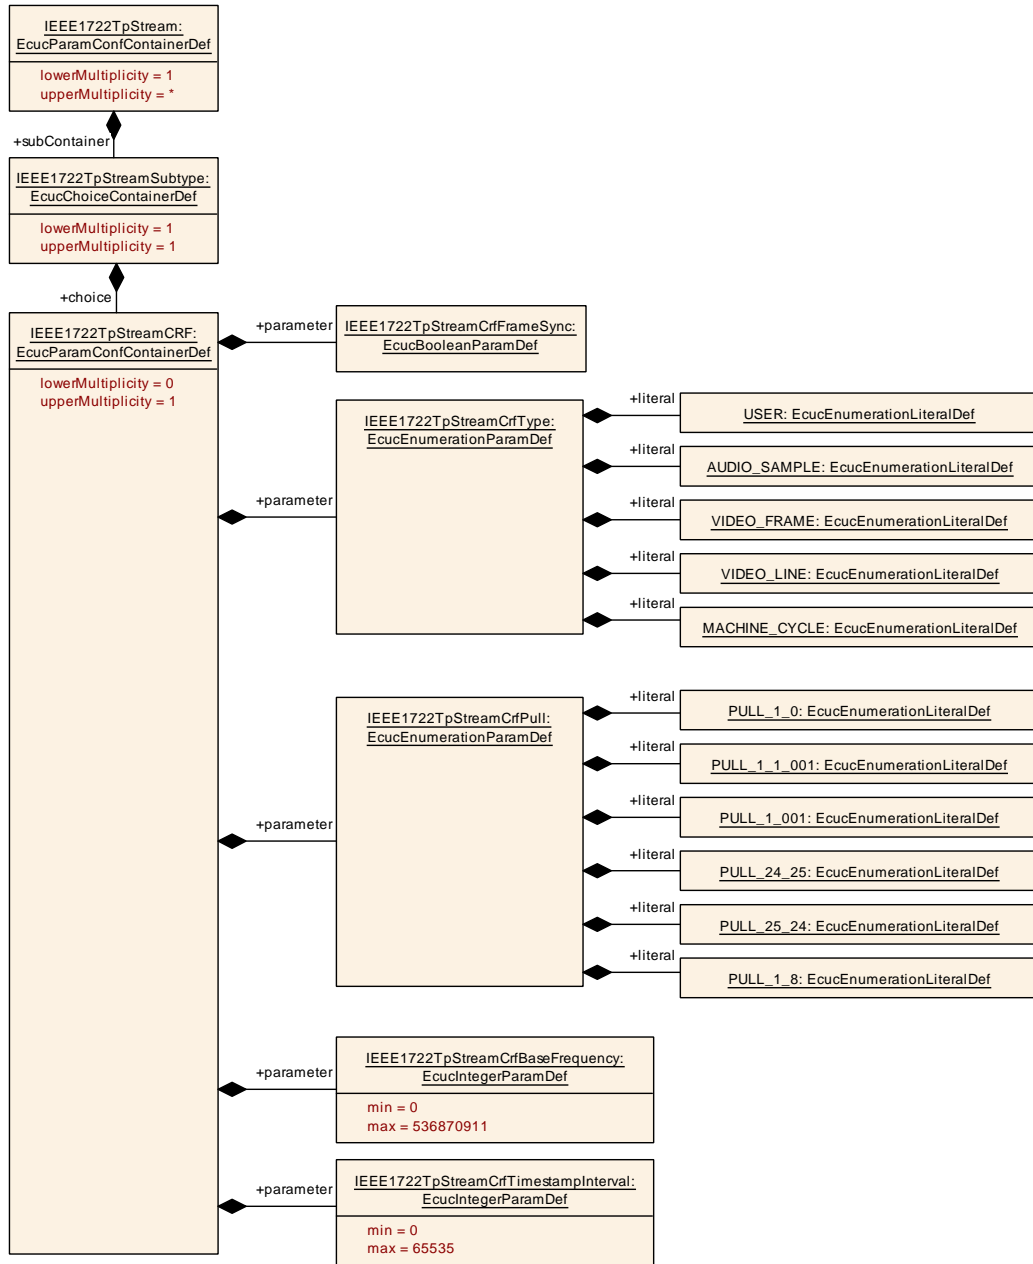 IEEE1722TpStream:
EcucParamConfContainerDef
lowerMultiplicity = 1
upperMultiplicity = *
+subContainer
IEEE1722TpStreamSubtype:
EcucChoiceContainerDef
lowerMultiplicity = 1
upperMultiplicity = 1
+choice
IEEE1722TpStreamCRF:
EcucParamConfContainerDef
lowerMultiplicity = 0
upperMultiplicity = 1
+parameter
IEEE1722TpStreamCrfFrameSync:
EcucBooleanParamDef
+parameter
IEEE1722TpStreamCrfType:
EcucEnumerationParamDef
+literal
USER: EcucEnumerationLiteralDef
+literal
AUDIO_SAMPLE: EcucEnumerationLiteralDef
+literal
VIDEO_FRAME: EcucEnumerationLiteralDef
+literal
VIDEO_LINE: EcucEnumerationLiteralDef
+literal
MACHINE_CYCLE: EcucEnumerationLiteralDef
+parameter
IEEE1722TpStreamCrfPull:
EcucEnumerationParamDef
+literal
PULL_1_0: EcucEnumerationLiteralDef
+literal
PULL_1_1_001: EcucEnumerationLiteralDef
+literal
PULL_1_001: EcucEnumerationLiteralDef
+literal
PULL_24_25: EcucEnumerationLiteralDef
+literal
PULL_25_24: EcucEnumerationLiteralDef
+literal
PULL_1_8: EcucEnumerationLiteralDef
+parameter
IEEE1722TpStreamCrfBaseFrequency:
EcucIntegerParamDef
min = 0
max = 536870911
+parameter
IEEE1722TpStreamCrfTimestampInterval:
EcucIntegerParamDef
min = 0
max = 65535